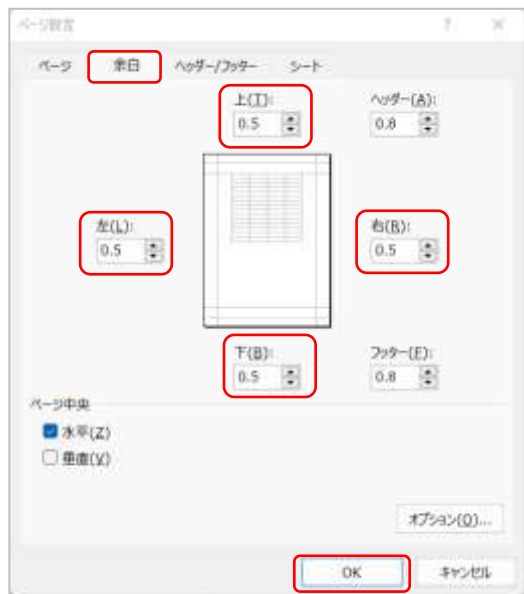 ページ設定 ? ×
ページ 余白 ヘッダー/フッター シート
上(T): ヘッダー(A):
0.5 0.8
左(L): 右(R):
0.5 0.5
下(B): フッター(F):
0.5 0.8
ページ中央
水平(Z)
垂直(V)
オプション(O)...
OK キャンセル